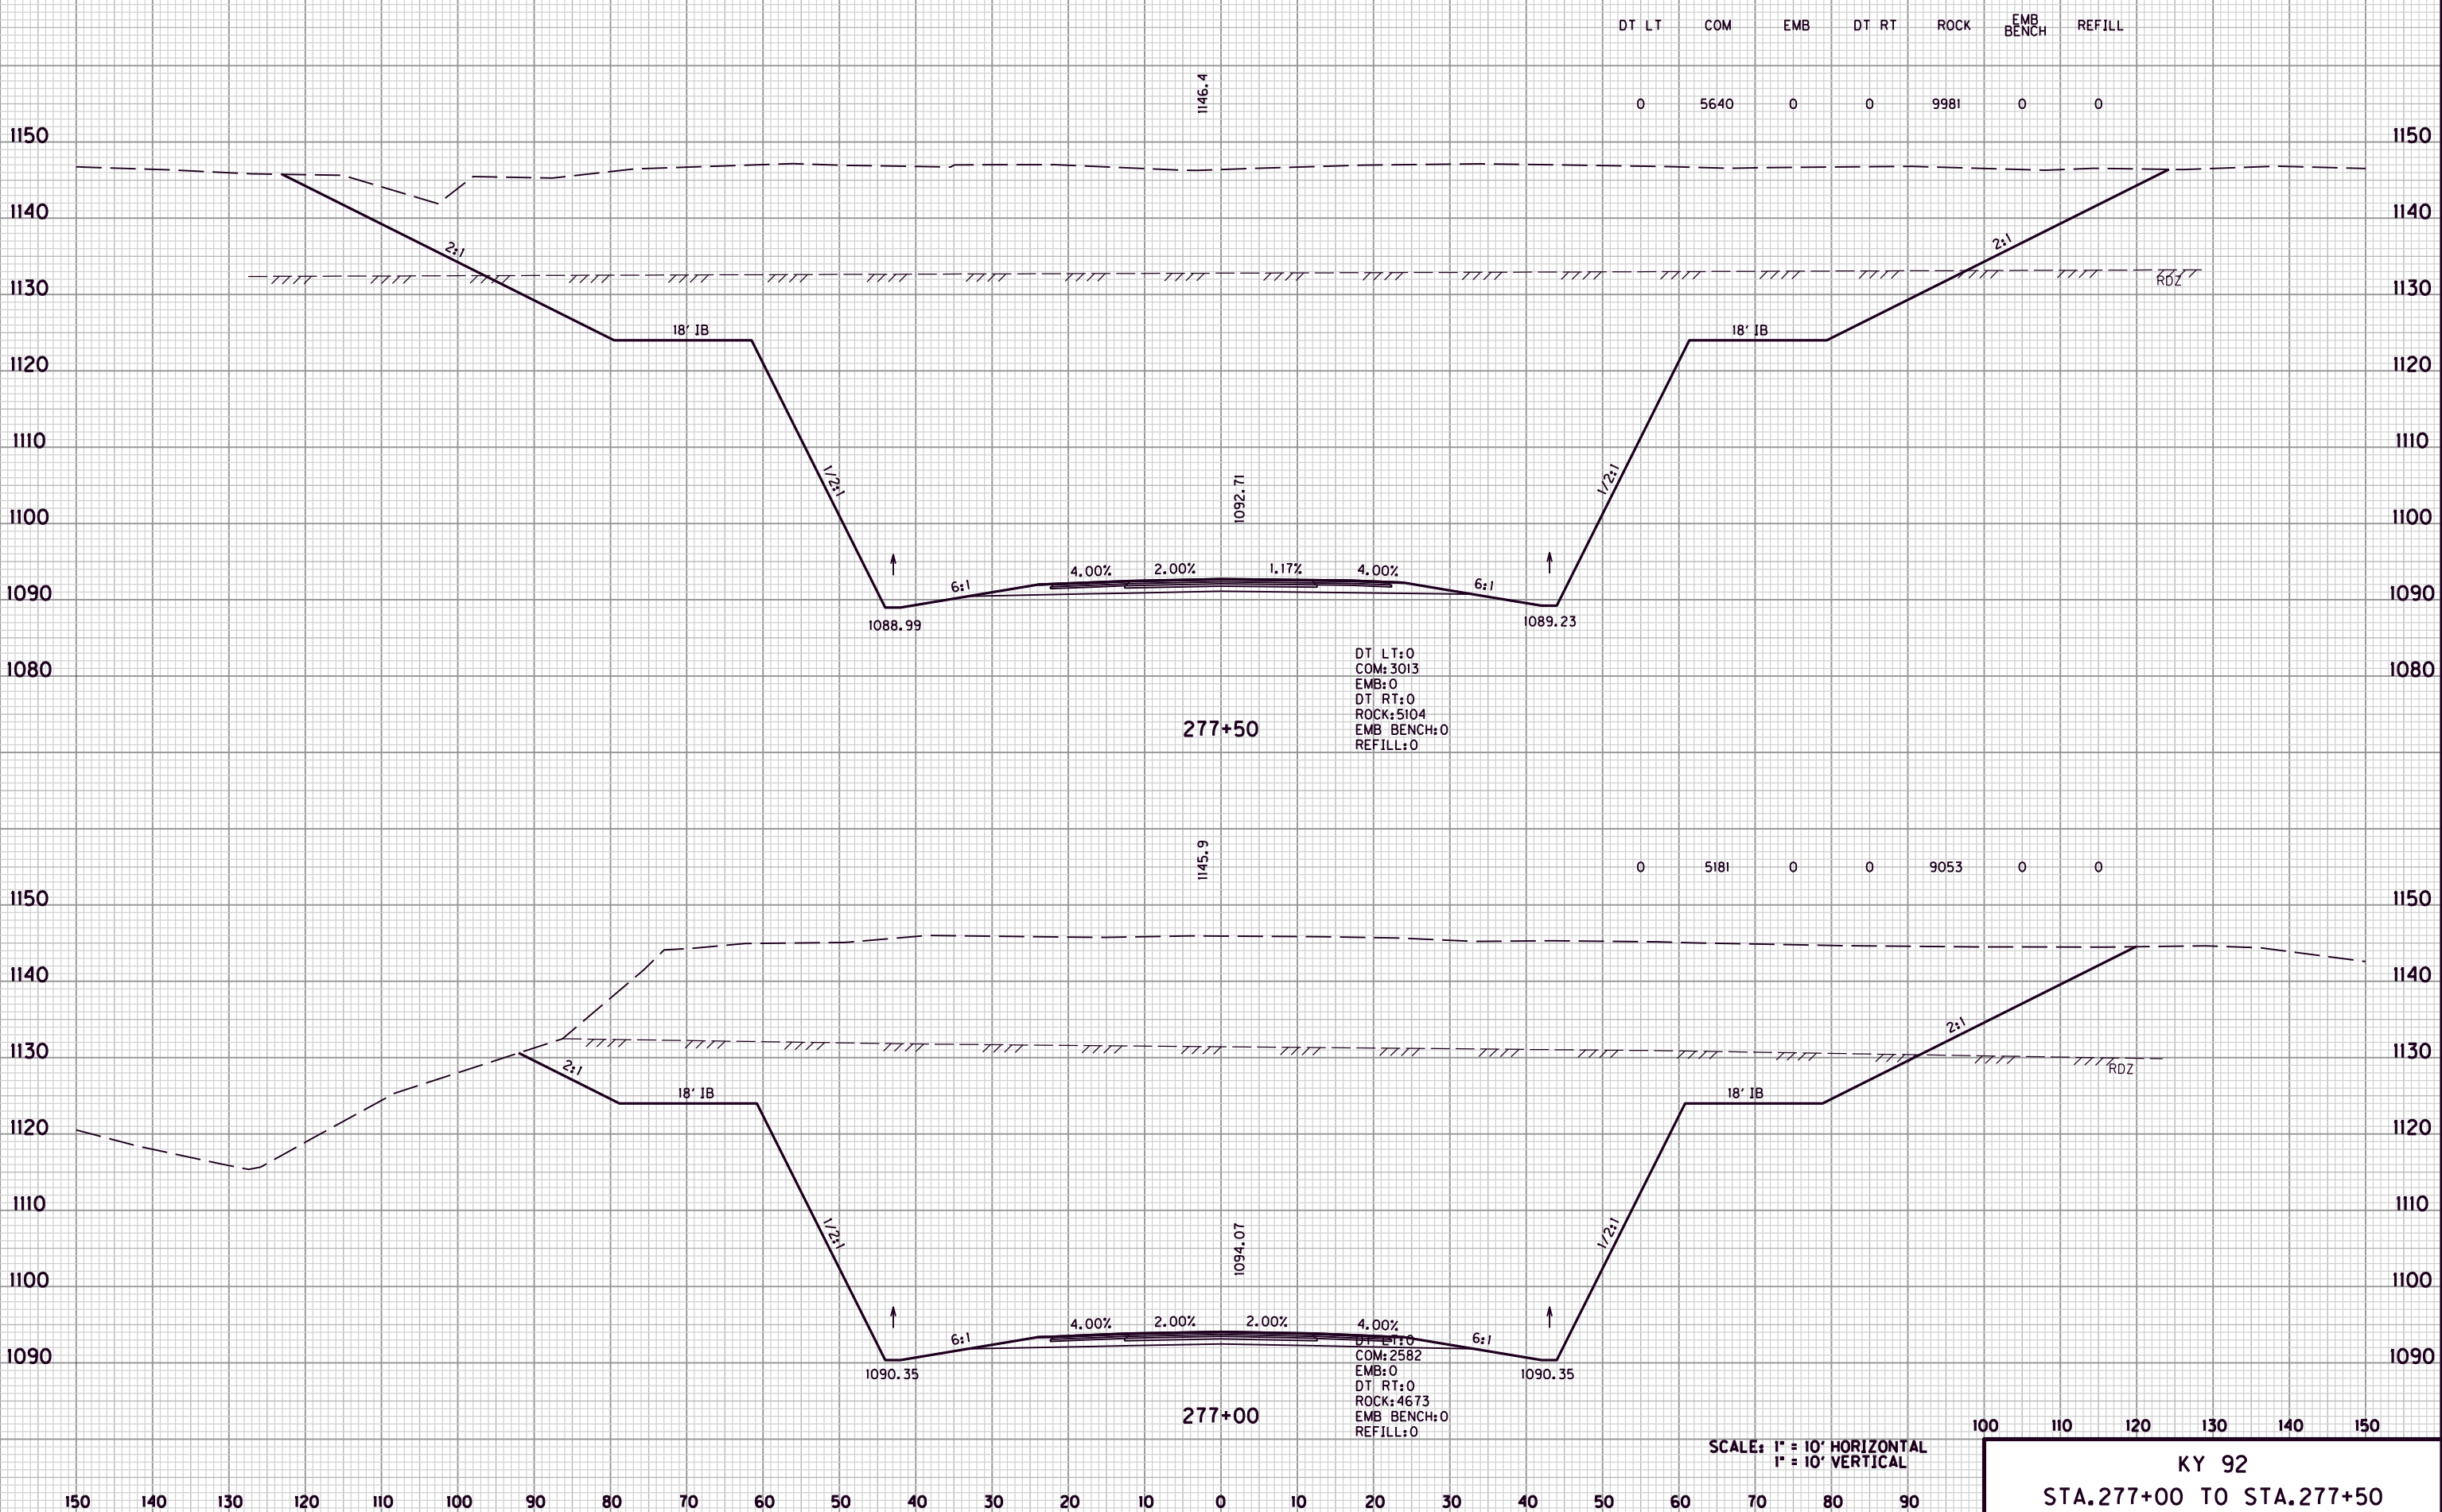 DT LT COM EMB DT RT ROCK EMB BENCH REFILL
1146.4
0 5640 0 0 9981 0 0
1150 1150
1140 1140
2:1 2:1
1130 RDZ 1130
18' IB 18' IB
1120 1120
1110 1110
1/2:1 1/2:1
1092.71
1100 1100
6:1 4.00% 2.00% 1.17% 4.00% 6:1
1090 1090
1088.99 1089.23
1080 1080
DT LT:0
COM:3013
EMB:0
DT RT:0
ROCK:5104
EMB BENCH:0
REFILL:0
277+50
1145.9
0 5181 0 0 9053 0 0
1150 1150
1140 1140
2:1
1130 1130
2:1 RDZ
18' IB 18' IB
1120 1120
1110 1110
1/2:1 1/2:1
1094.07
1100 1100
6:1 4.00% 2.00% 2.00% 4.00% 6:1
1090 1090
1090.35 1090.35
DT LT:0
COM:2582
EMB:0
DT RT:0
ROCK:4673
EMB BENCH:0
REFILL:0
277+00
100 110 120 130 140 150
SCALE: 1" = 10' HORIZONTAL
1" = 10' VERTICAL
150 140 130 120 110 100 90 80 70 60 50 40 30 20 10 0 10 20 30 40 50 60 70 80 90
KY 92
STA.277+00 TO STA.277+50